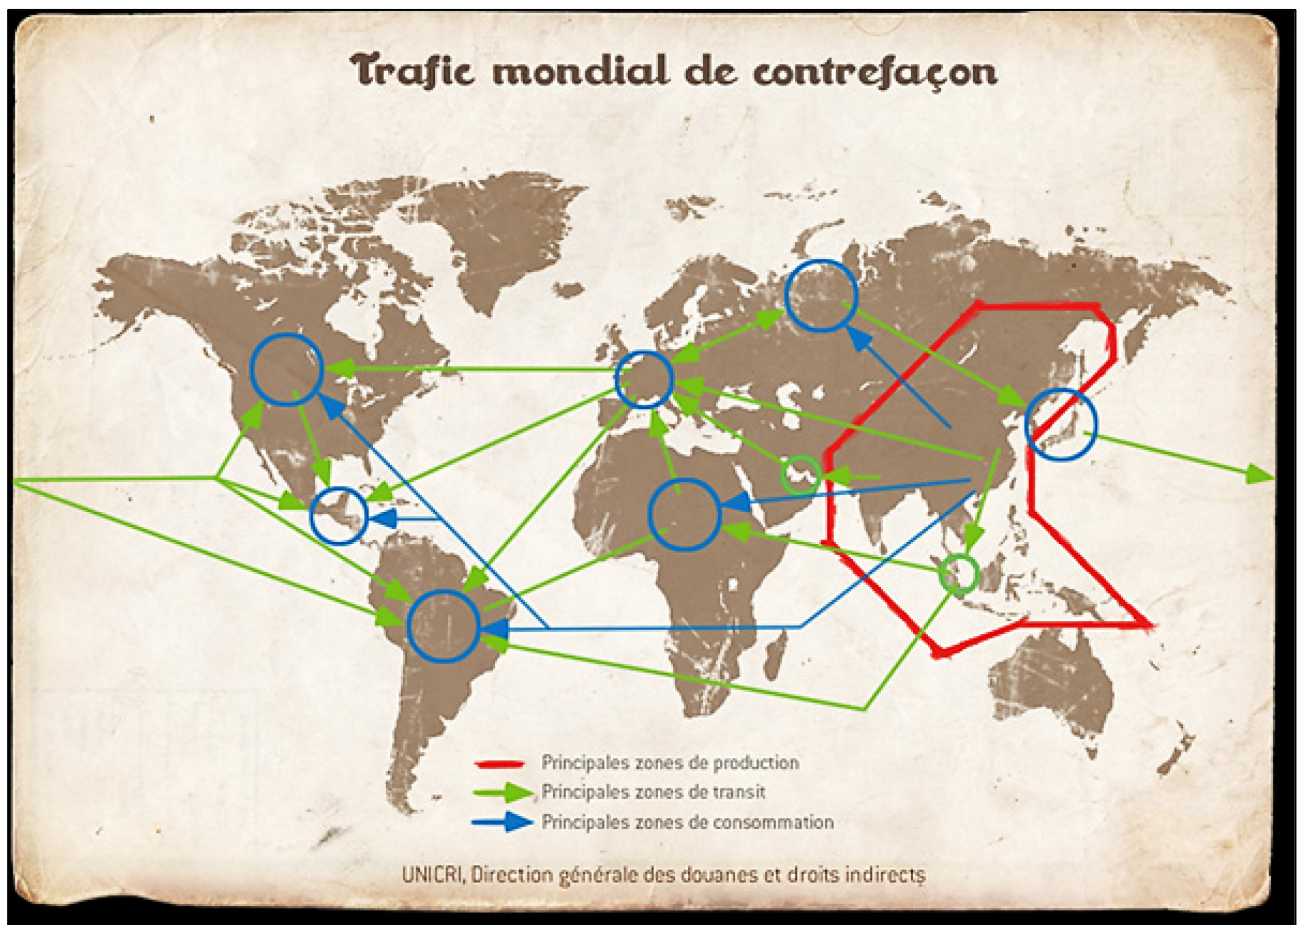 Trafic mondial de contrefaçon
Principales zones de production
Principales zones de transit
Principales zones de consommation
UNICRI, Direction générale des douanes et droits indirects